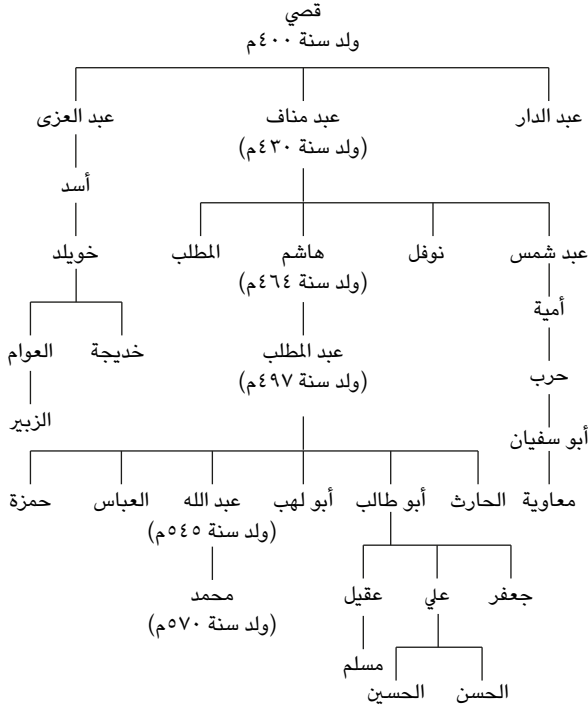 قصي
ولد سنة ٤٠٠م
عبد الدار عبد مناف عبد العزى
(ولد سنة ٤٣٠م)
أسد
عبد شمس نوفل هاشم المطلب خويلد
(ولد سنة ٤٦٤م)
أمية
عبد المطلب خديجة العوام
(ولد سنة ٤٩٧م)
حرب
الزبير
أبو سفيان
معاوية الحارث أبو طالب أبو لهب عبد الله العباس حمزة
(ولد سنة ٥٤٥م)
جعفر علي عقيل محمد
(ولد سنة ٥٧٠م)
مسلم
الحسن الحسين